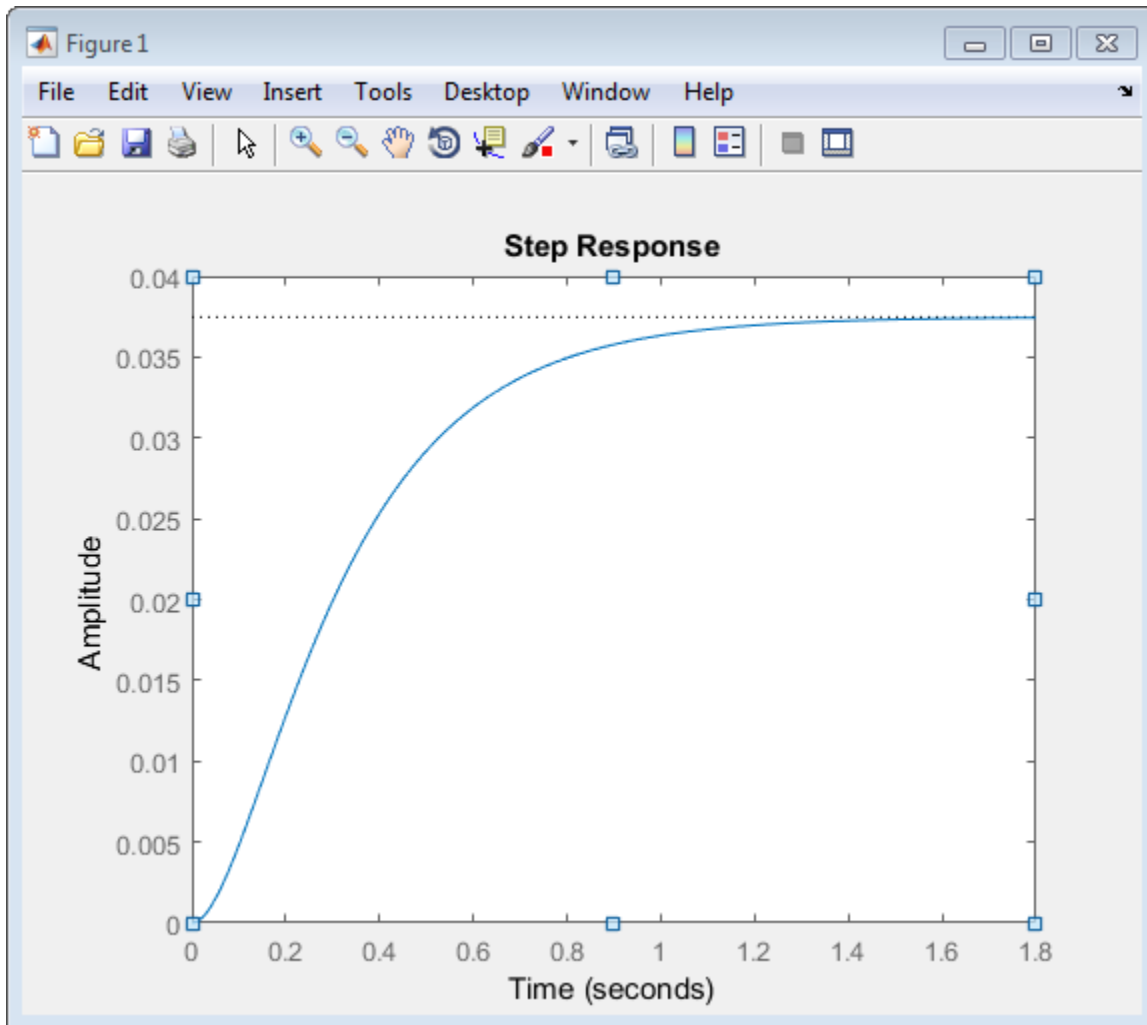 Figure 1
File Edit View Insert Tools Desktop Window Help
Step Response
0.04
0.035
0.03
0.025
0.02
0.015
0.01
0.005
0
Amplitude
0 0.2 0.4 0.6 0.8 1 1.2 1.4 1.6 1.8
Time (seconds)